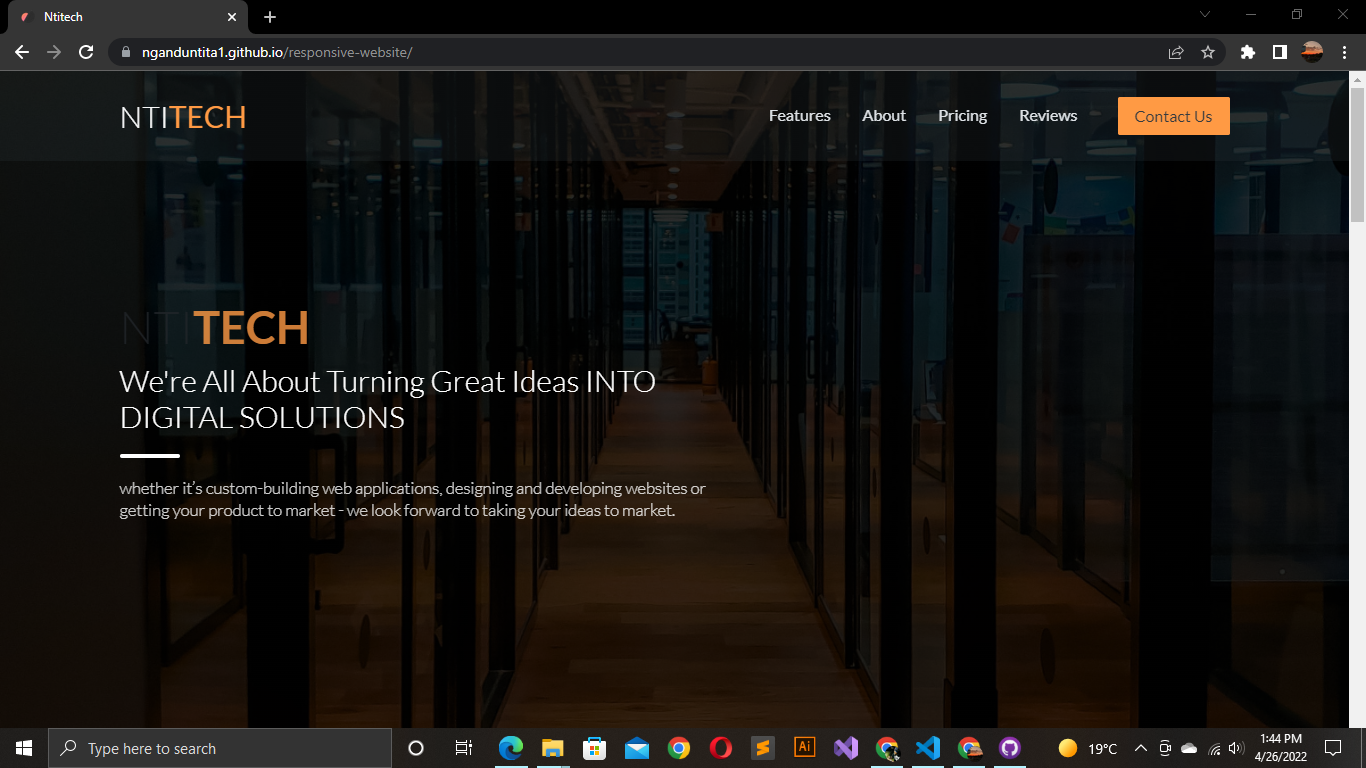 Ntitech
nganduntita1.github.io/responsive-website/
NTITECH
Features About Pricing Reviews Contact Us
NTITECH
We're All About Turning Great Ideas INTO
DIGITAL SOLUTIONS
whether it's custom-building web applications, designing and developing websites or
getting your product to market - we look forward to taking your ideas to market.
Type here to search
Ai
19°C
1:44 PM
4/26/2022